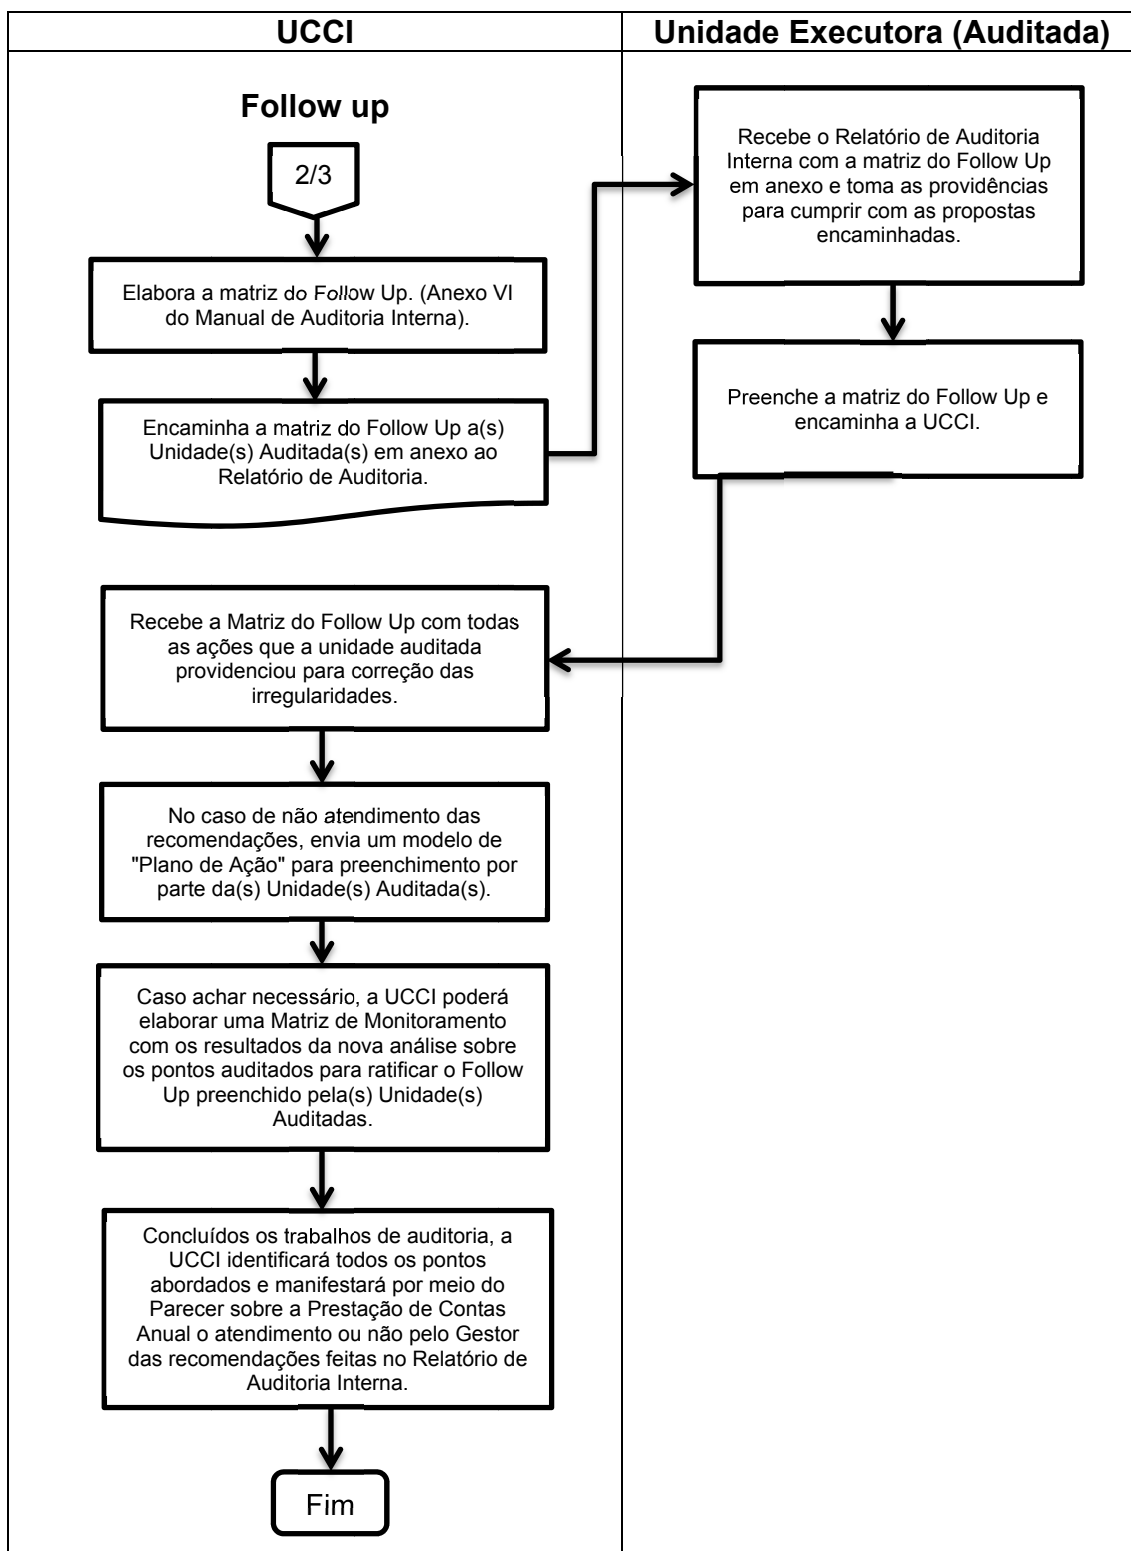 UCCI
Unidade Executora (Auditada)
Follow up
2/3
Elabora a matriz do Follow Up. (Anexo VI
do Manual de Auditoria Interna).
Encaminha a matriz do Follow Up a(s)
Unidade(s) Auditada(s) em anexo ao
Relatório de Auditoria.
Recebe o Relatório de Auditoria
Interna com a matriz do Follow Up
em anexo e toma as providências
para cumprir com as propostas
encaminhadas.
Preenche a matriz do Follow Up e
encaminha a UCCI.
Recebe a Matriz do Follow Up com todas
as ações que a unidade auditada
providenciou para correção das
irregularidades.
No caso de não atendimento das
recomendações, envia um modelo de
"Plano de Ação" para preenchimento por
parte da(s) Unidade(s) Auditada(s).
Caso achar necessário, a UCCI poderá
elaborar uma Matriz de Monitoramento
com os resultados da nova análise sobre
os pontos auditados para ratificar o Follow
Up preenchido pela(s) Unidade(s)
Auditadas.
Concluídos os trabalhos de auditoria, a
UCCI identificará todos os pontos
abordados e manifestará por meio do
Parecer sobre a Prestação de Contas
Anual o atendimento ou não pelo Gestor
das recomendações feitas no Relatório de
Auditoria Interna.
Fim